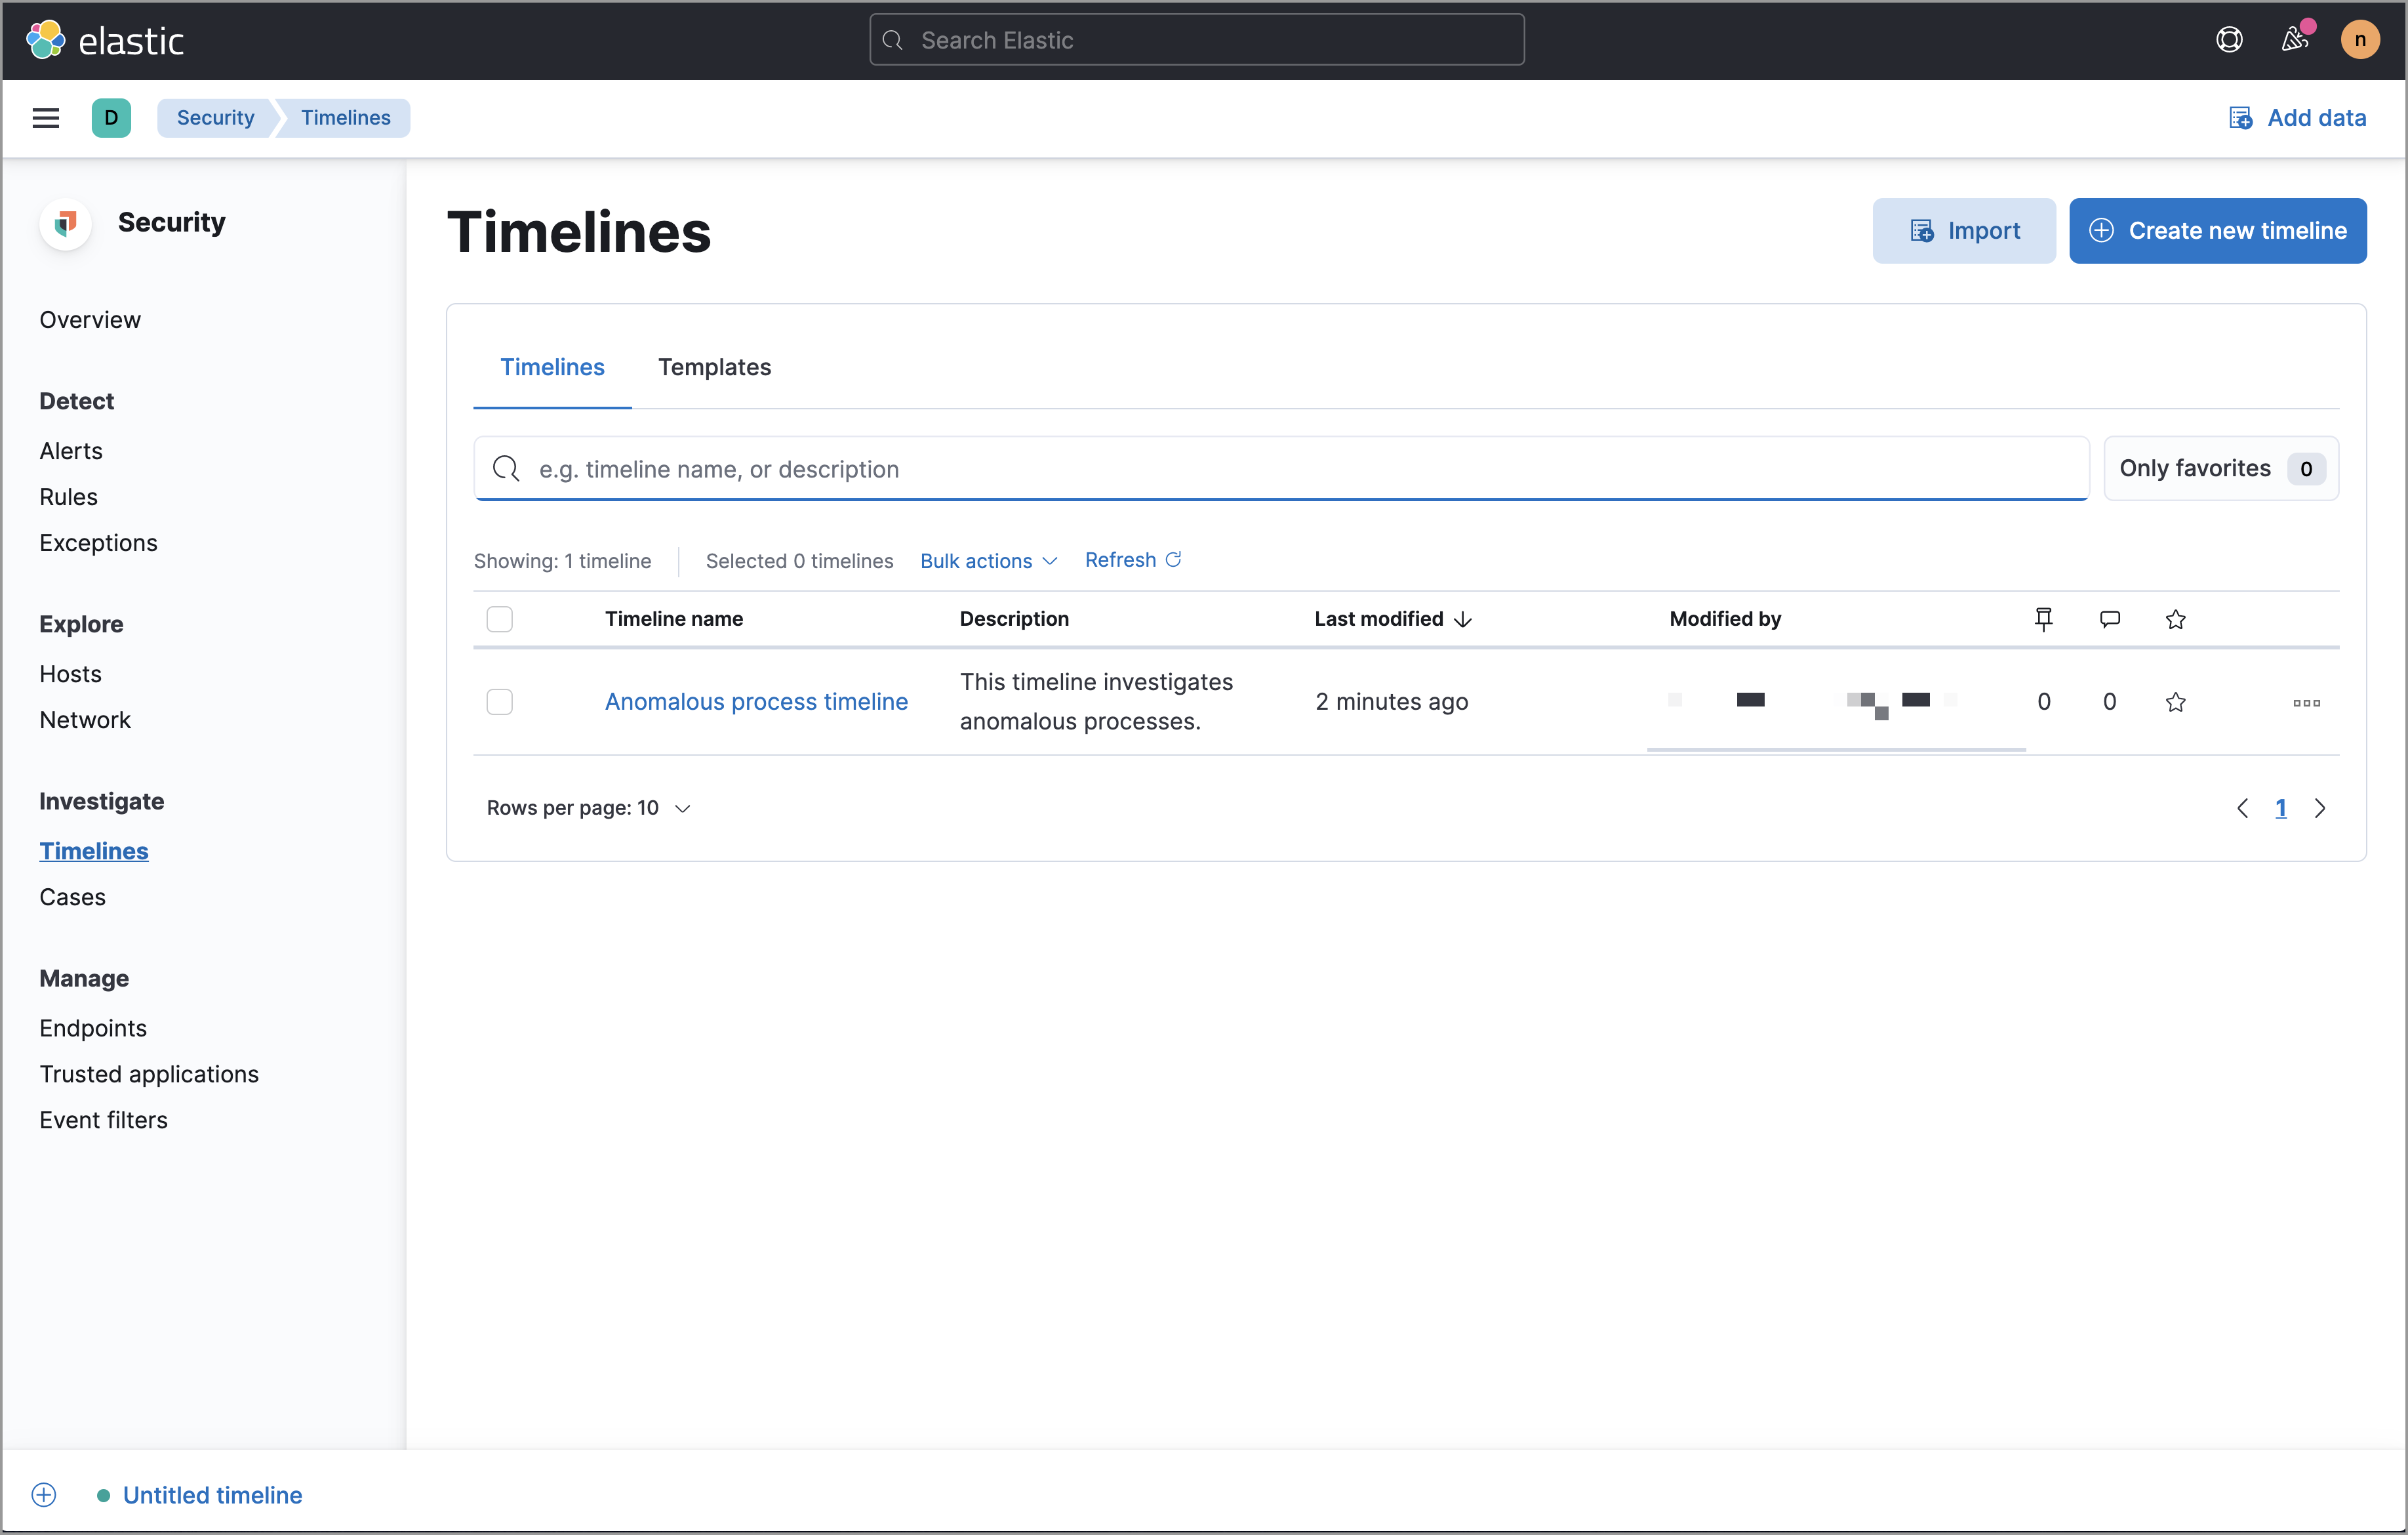 elastic
Search Elastic
n
D
Security
Timelines
Add data
Security
Overview
Detect
Alerts
Rules
Exceptions
Explore
Hosts
Network
Investigate
Timelines
Cases
Manage
Endpoints
Trusted applications
Event filters
Timelines
Import
Create new timeline
Timelines
Templates
e.g. timeline name, or description
Only favorites 0
Showing: 1 timeline
Selected 0 timelines
Bulk actions
Refresh
Timeline name
Description
Last modified
Modified by
Anomalous process timeline
This timeline investigates
anomalous processes.
2 minutes ago
0
0
Rows per page: 10
1
Untitled timeline